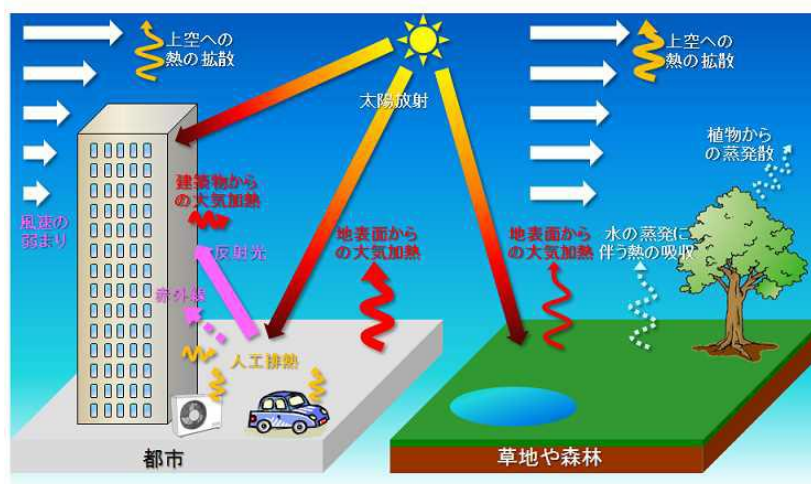 上空への
熱の拡散
太陽放射
上空への
熱の拡散
植物から
の蒸発散
風速の
弱まり
建築物から
の大気加熱
反射光
赤外線
人工排熱
地表面から
の大気加熱
地表面から
の大気加熱
水の蒸発に
伴う熱の吸収
都市
草地や森林